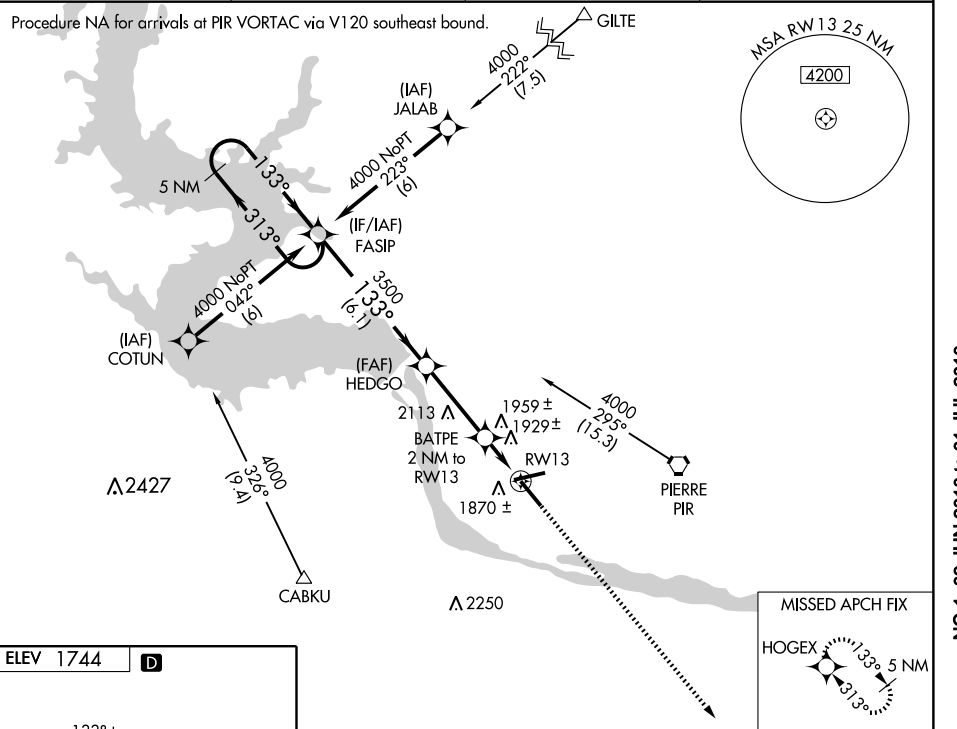 Procedure NA for arrivals at PIR VORTAC via V120 southeast bound.
GILTE
4000
222°
(7.5)
MSA RW13 25 NM
4200
(IAF)
JALAB
4000 NoPT
223°
(6)
5 NM
133°
313°
(IF/IAF)
FASIP
4000 NoPT
042°
(6)
3500
133°
(6.1)
(IAF)
COTUN
(FAF)
HEDGO
2113
1959 ±
1929±
BATPE
2 NM to
RW13
RW13
1870 ±
4000
295°
(15.3)
PIERRE
PIR
2427
4000
326°
(9.4)
CABKU
2250
MISSED APCH FIX
HOGEX
133°
313°
5 NM
ELEV 1744
D